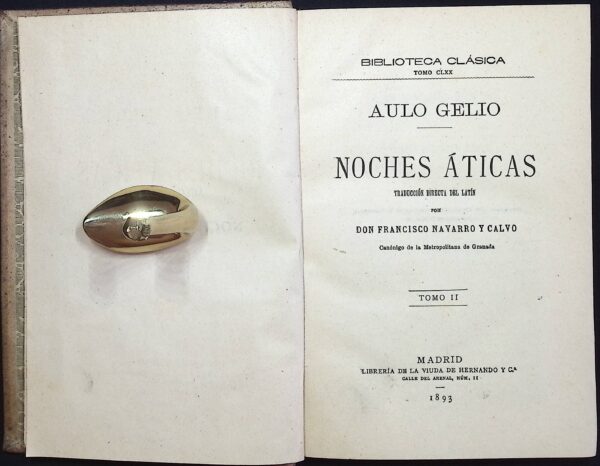 BIBLIOTECA CLÁSICA
TOMO CLXX
AULO GELIO
NOCHES ÁTICAS
TRADUCCIÓN DIRECTA DEL LATÍN
POR
DON FRANCISCO NAVARRO Y CALVO
Canónigo de la Metropolitana de Granada
TOMO II
MADRID
LIBRERÍA DE LA VIUDA DE HERNANDO Y C.ª
CALLE DEL ARENAL, NÚM. 11
1893